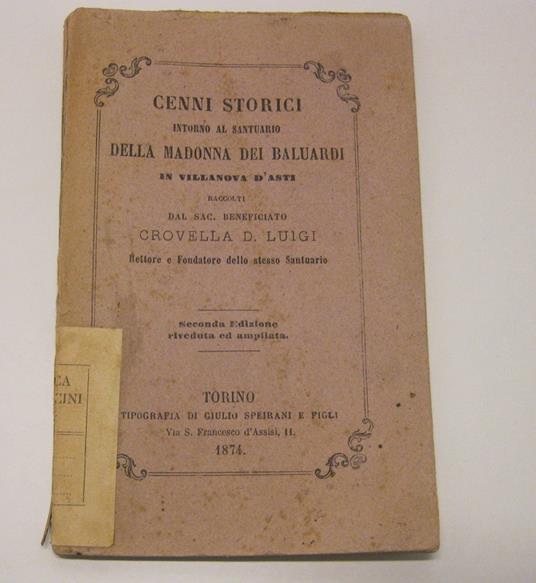 CENNI STORICI
INTORNO AL SANTUARIO
DELLA MADONNA DEI BALUARDI
IN VILLANOVA D'ASTI
RACCOLTI
DAL SAC. BENEFICIATO
CROVELLA D. LUIGI
Rettore e Fondatore dello stesso Santuario
Seconda Edizione
riveduta ed ampliata.
CA
CINI
TORINO
TIPOGRAFIA DI GIULIO SPEIRANI E FIGLI
Via S. Francesco d'Assisi, 11.
1874.